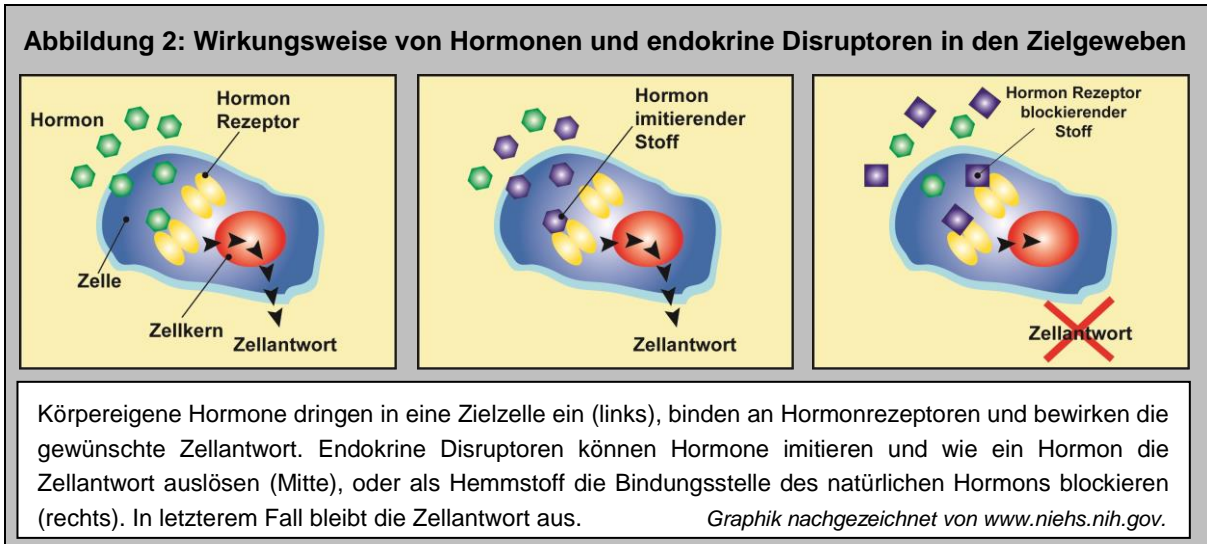 Abbildung 2: Wirkungsweise von Hormonen und endokrine Disruptoren in den Zielgeweben
Hormon
Hormon
Rezeptor
Zelle
Zellkern
Zellantwort
Hormon
imitierender
Stoff
Zellantwort
Hormon Rezeptor
blockierender
Stoff
Zellantwort
Körpereigene Hormone dringen in eine Zielzelle ein (links), binden an Hormonrezeptoren und bewirken die
gewünschte Zellantwort. Endokrine Disruptoren können Hormone imitieren und wie ein Hormon die
Zellantwort auslösen (Mitte), oder als Hemmstoff die Bindungsstelle des natürlichen Hormons blockieren
(rechts). In letzterem Fall bleibt die Zellantwort aus. Graphik nachgezeichnet von www.niehs.nih.gov.